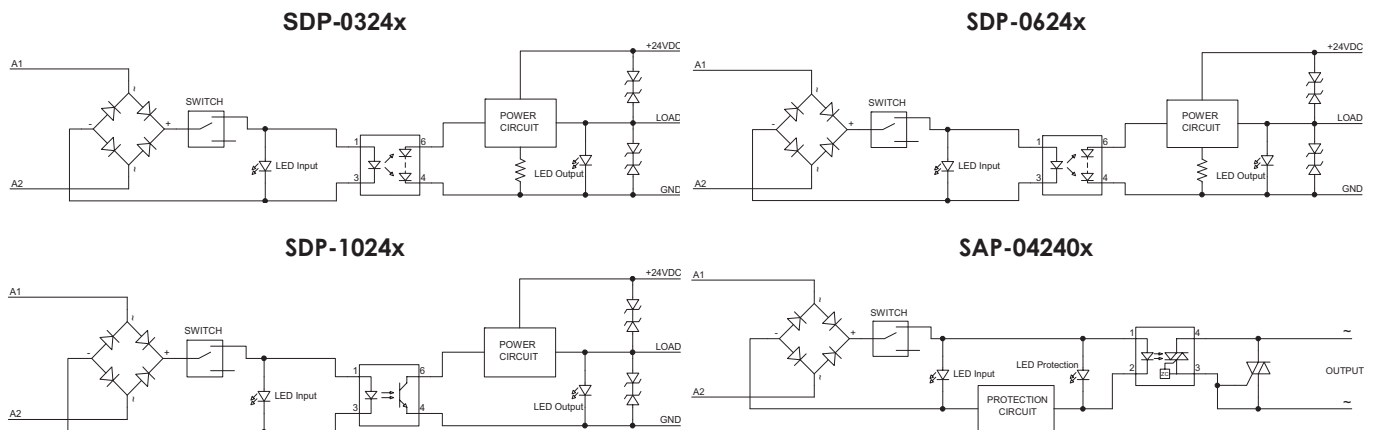 SDP-0324x
A1
A2
~
~
-
+
SWITCH
LED Input
1
3
6
4
POWER
CIRCUIT
LED Output
+24VDC
LOAD
GND
SDP-0624x
A1
A2
~
~
-
+
SWITCH
LED Input
1
3
6
4
POWER
CIRCUIT
LED Output
+24VDC
LOAD
GND
SDP-1024x
A1
A2
~
-
+
SWITCH
LED Input
1
3
6
4
POWER
CIRCUIT
LED Output
+24VDC
LOAD
GND
SAP-04240x
A1
A2
~
~
-
+
SWITCH
LED Input
PROTECTION
CIRCUIT
LED Protection
1
2
4
3
ZC
~
OUTPUT
~